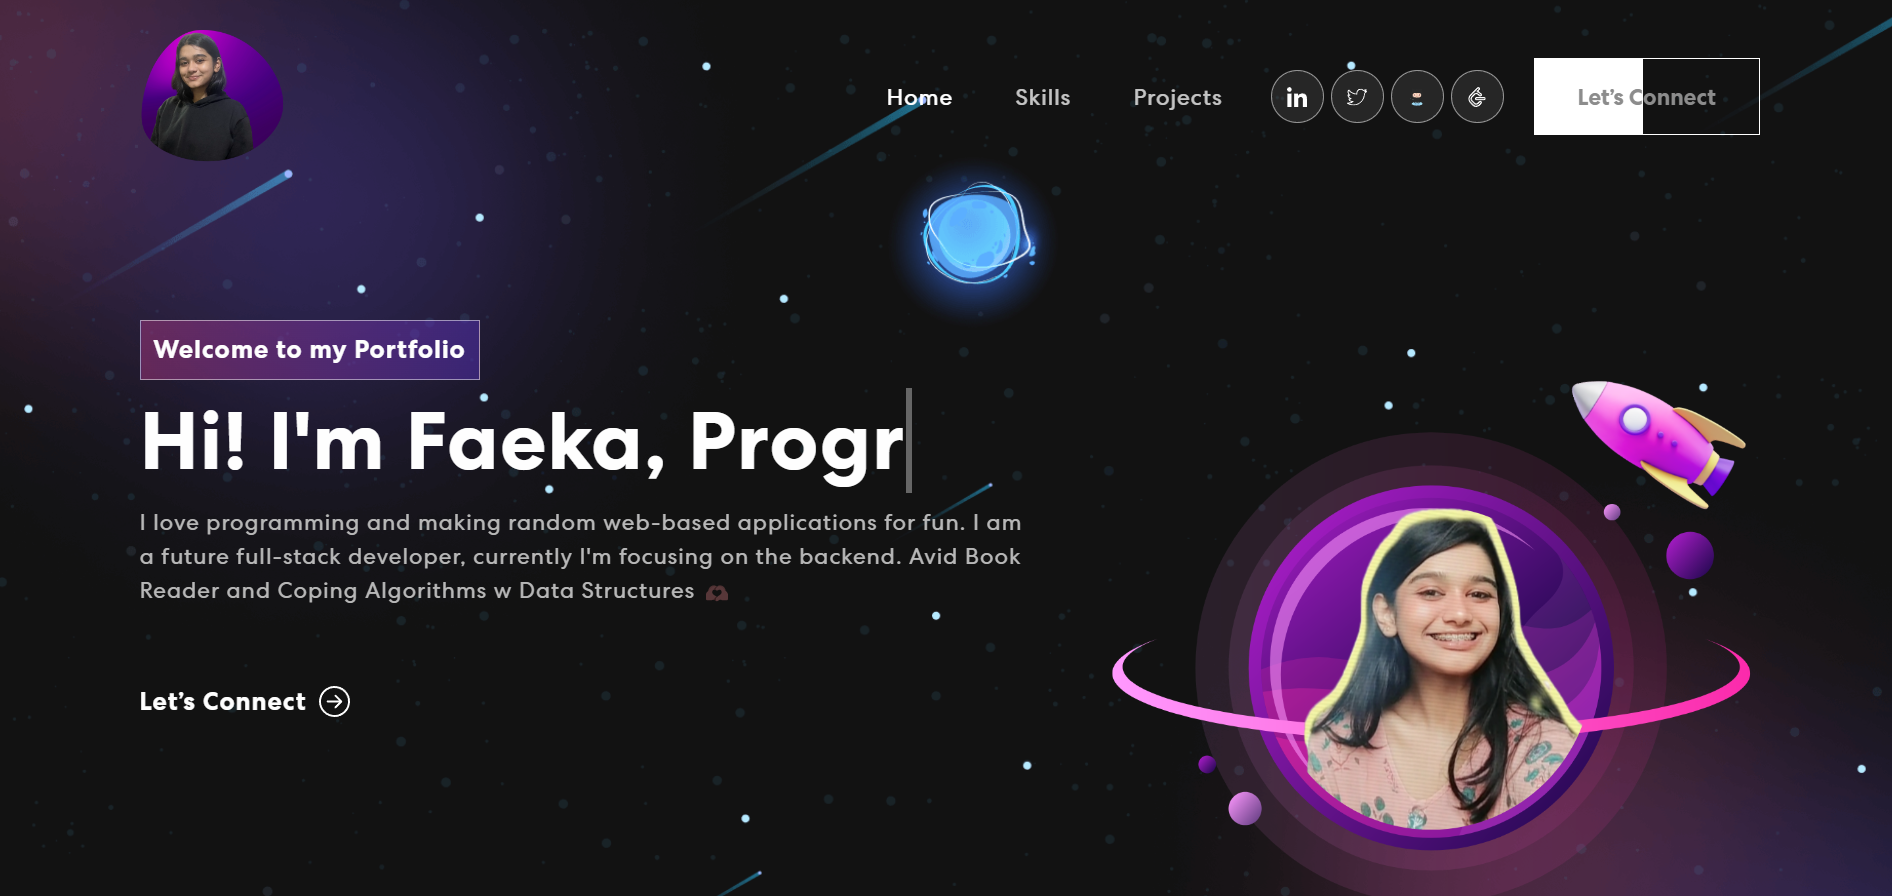 Home
Skills
Projects
in
Let’s Connect
Welcome to my Portfolio
Hi! I'm Faeka, Progr
I love programming and making random web-based applications for fun. I am
a future full-stack developer, currently I'm focusing on the backend. Avid Book
Reader and Coping Algorithms w Data Structures 🫶🏿
Let’s Connect